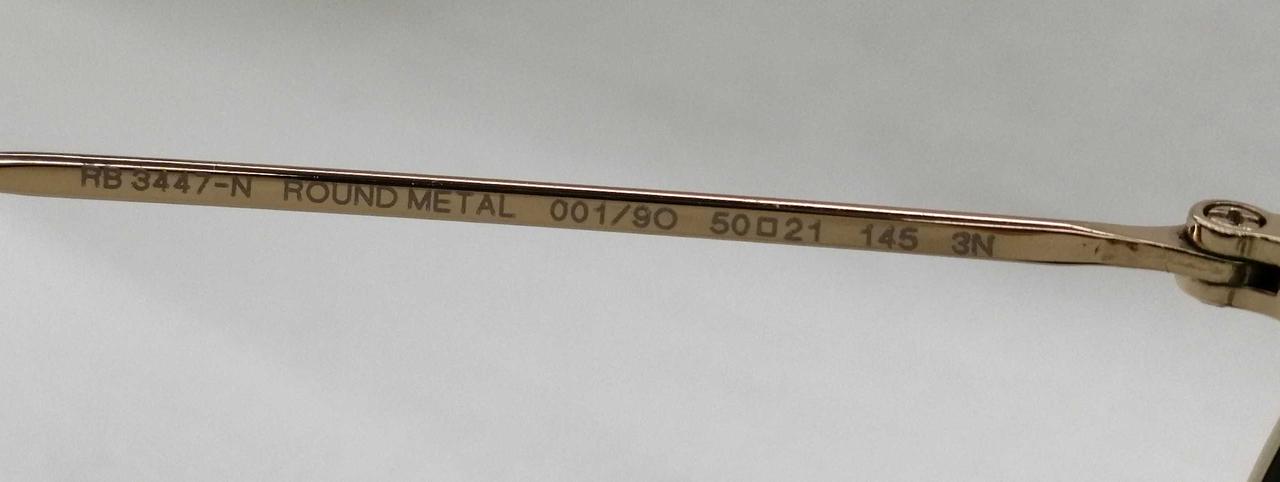 RB 3447-N ROUND METAL 001/9O 50□21 145 3N